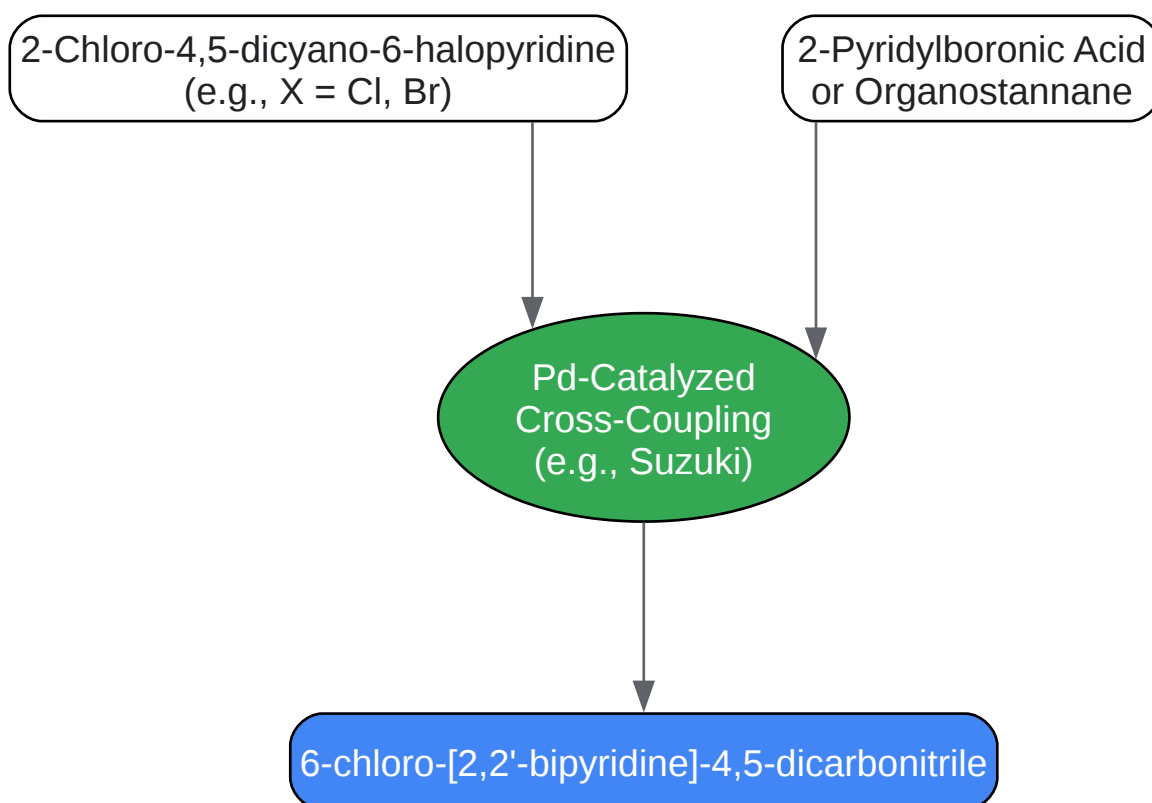 2-Chloro-4,5-dicyano-6-halopyridine
(e.g., X = Cl, Br)
2-Pyridylboronic Acid
or Organostannane
Pd-Catalyzed
Cross-Coupling
(e.g., Suzuki)
6-chloro-[2,2'-bipyridine]-4,5-dicarbonitrile